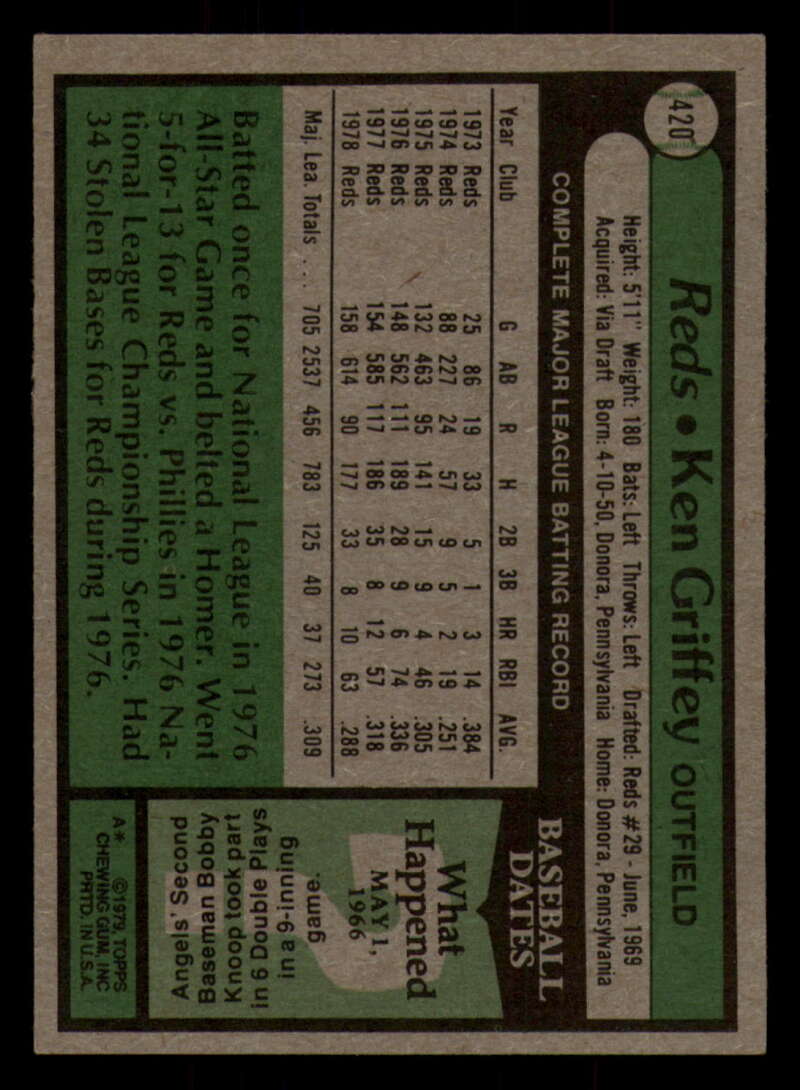 420
Reds • Ken Griffey OUTFIELD
Height: 5'11" Weight: 180 Bats: Left Throws: Left Drafted: Reds #29 - June, 1969
Acquired: Via Draft Born: 4-10-50, Donora, Pennsylvania Home: Donora, Pennsylvania
COMPLETE MAJOR LEAGUE BATTING RECORD
Year Club G AB R H 2B 3B HR RBI AVG.
1973 Reds 25 86 19 33 5 1 3 14 .384
1974 Reds 88 227 24 57 9 5 2 19 .251
1975 Reds 132 463 95 141 15 9 4 46 .305
1976 Reds 148 562 111 189 28 9 6 74 .336
1977 Reds 154 585 117 186 35 8 12 57 .318
1978 Reds 158 614 90 177 33 8 10 63 .288
Maj. Lea. Totals . . . 705 2537 456 783 125 40 37 273 .309
Batted once for National League in 1976
All-Star Game and belted a Homer. Went
5-for-13 for Reds vs. Phillies in 1976 Na-
tional League Championship Series. Had
34 Stolen Bases for Reds during 1976.
BASEBALL
DATES
What
Happened
MAY 1,
1966
Angels' Second
Baseman Bobby
Knoop took part
in 6 Double Plays
in a 9-inning
game.
A* ©1979, TOPPS
CHEWING GUM, INC
PRTD. IN U.S.A.